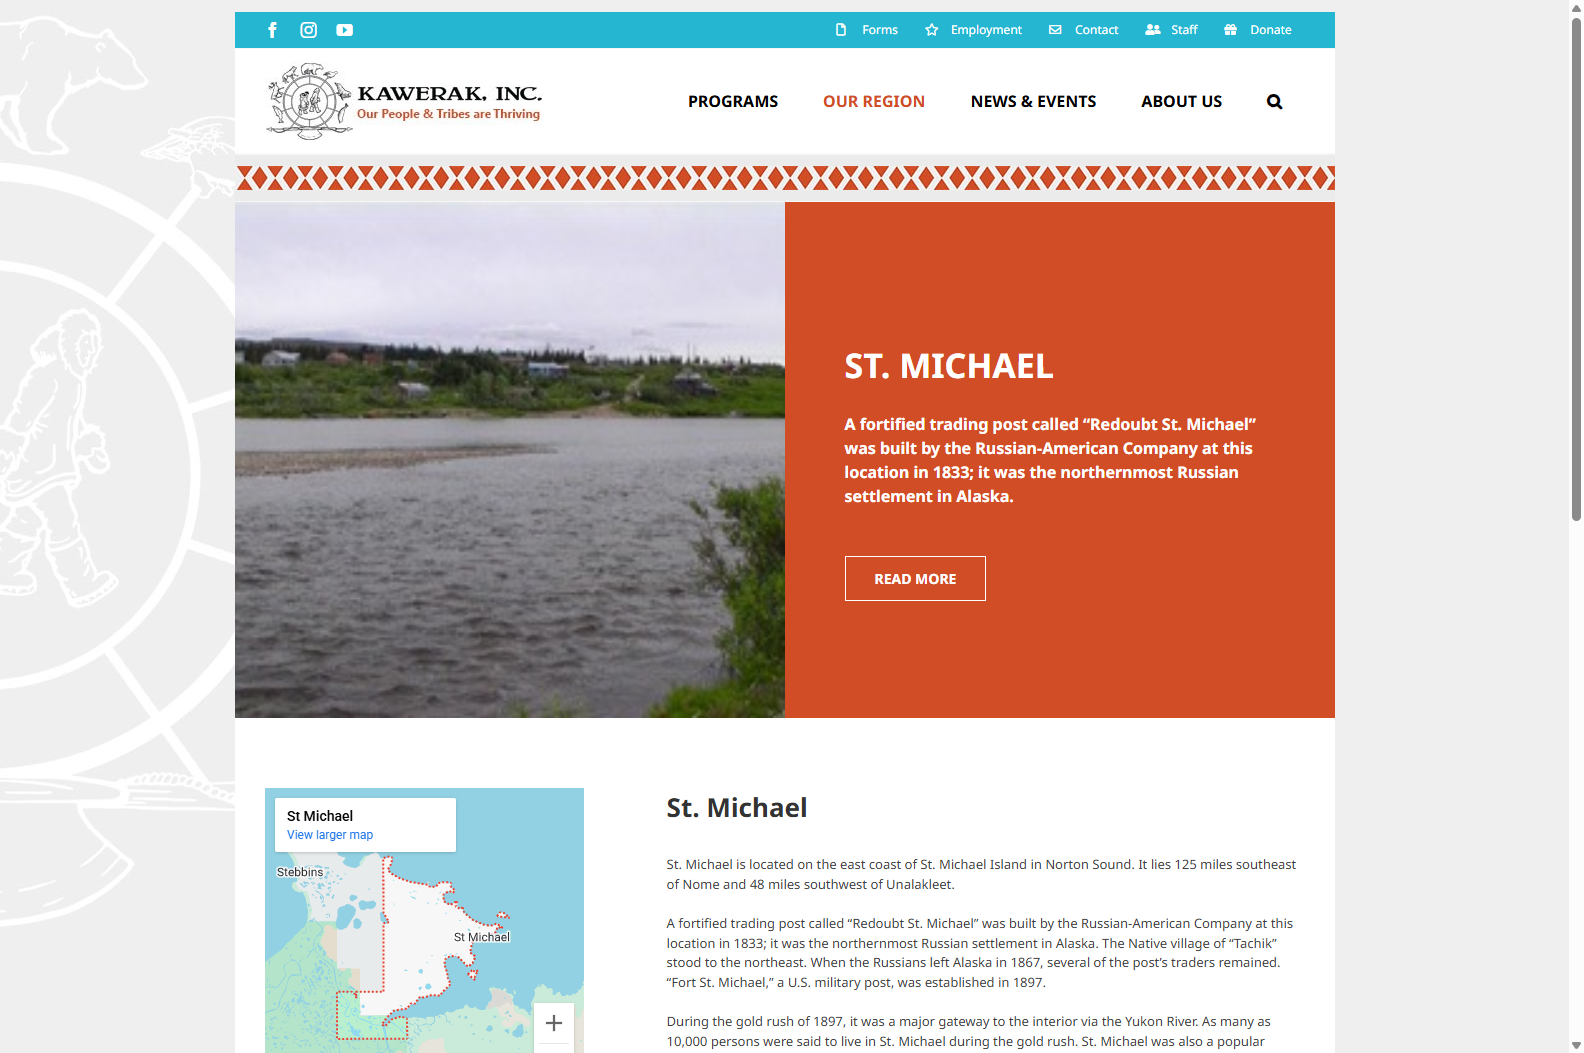 Forms
Employment
Contact
Staff
Donate
KAWERAK, INC.
Our People & Tribes are Thriving
PROGRAMS
OUR REGION
NEWS & EVENTS
ABOUT US
ST. MICHAEL
A fortified trading post called “Redoubt St. Michael”
was built by the Russian-American Company at this
location in 1833; it was the northernmost Russian
settlement in Alaska.
READ MORE
St Michael
View larger map
Stebbins
St Michael
St. Michael
St. Michael is located on the east coast of St. Michael Island in Norton Sound. It lies 125 miles southeast
of Nome and 48 miles southwest of Unalakleet.
A fortified trading post called “Redoubt St. Michael” was built by the Russian-American Company at this
location in 1833; it was the northernmost Russian settlement in Alaska. The Native village of “Tachik”
stood to the northeast. When the Russians left Alaska in 1867, several of the post’s traders remained.
“Fort St. Michael,” a U.S. military post, was established in 1897.
During the gold rush of 1897, it was a major gateway to the interior via the Yukon River. As many as
10,000 persons were said to live in St. Michael during the gold rush. St. Michael was also a popular